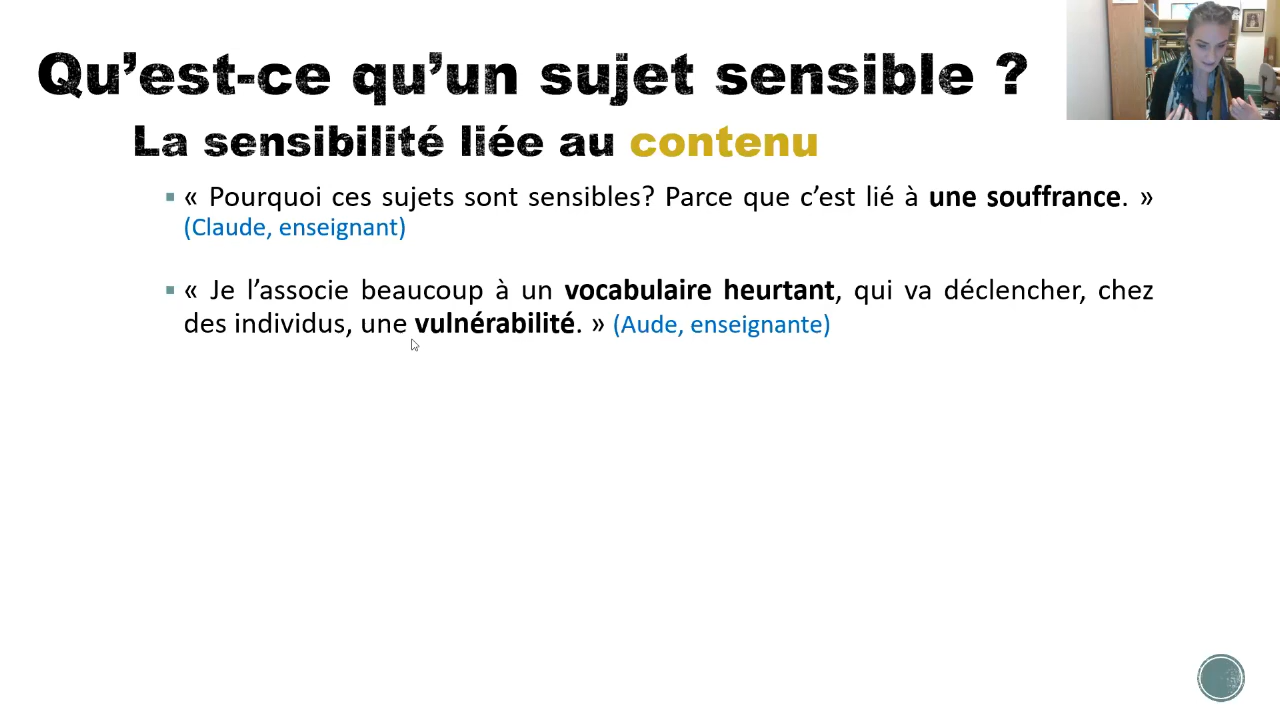 Qu’est-ce qu’un sujet sensible ?
La sensibilité liée au contenu
« Pourquoi ces sujets sont sensibles? Parce que c’est lié à une souffrance. »
(Claude, enseignant)
« Je l’associe beaucoup à un vocabulaire heurtant, qui va déclencher, chez
des individus, une vulnérabilité. » (Aude, enseignante)